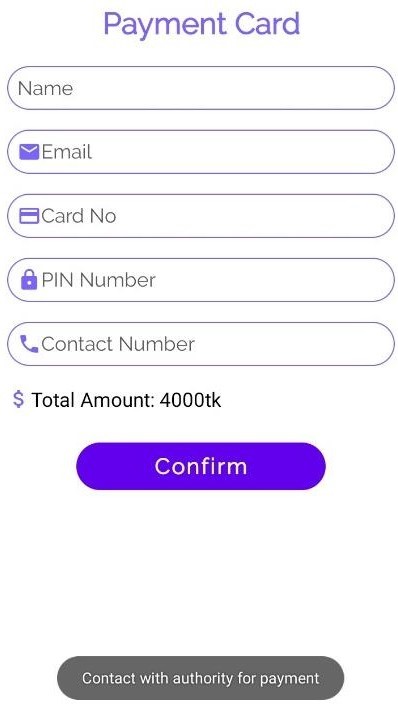 Payment Card
Name
Email
Card No
PIN Number
Contact Number
$ Total Amount: 4000tk
Confirm
Contact with authority for payment